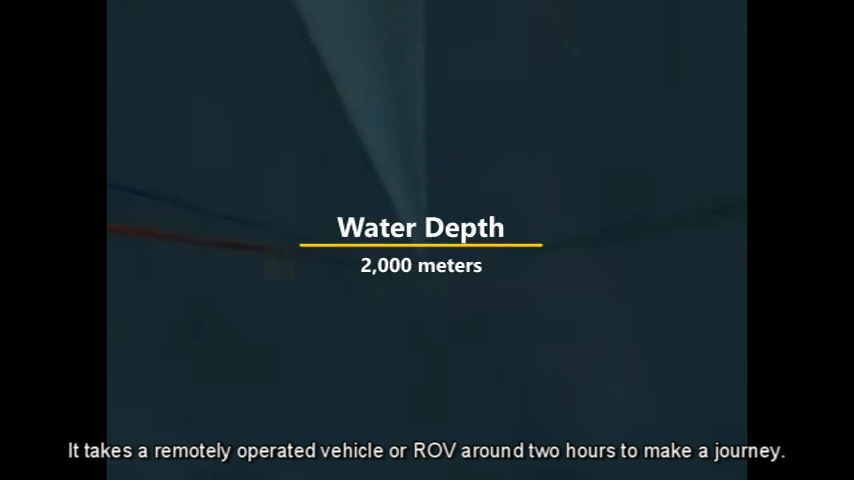 Water Depth
2,000 meters
It takes a remotely operated vehicle or ROV around two hours to make a journey.